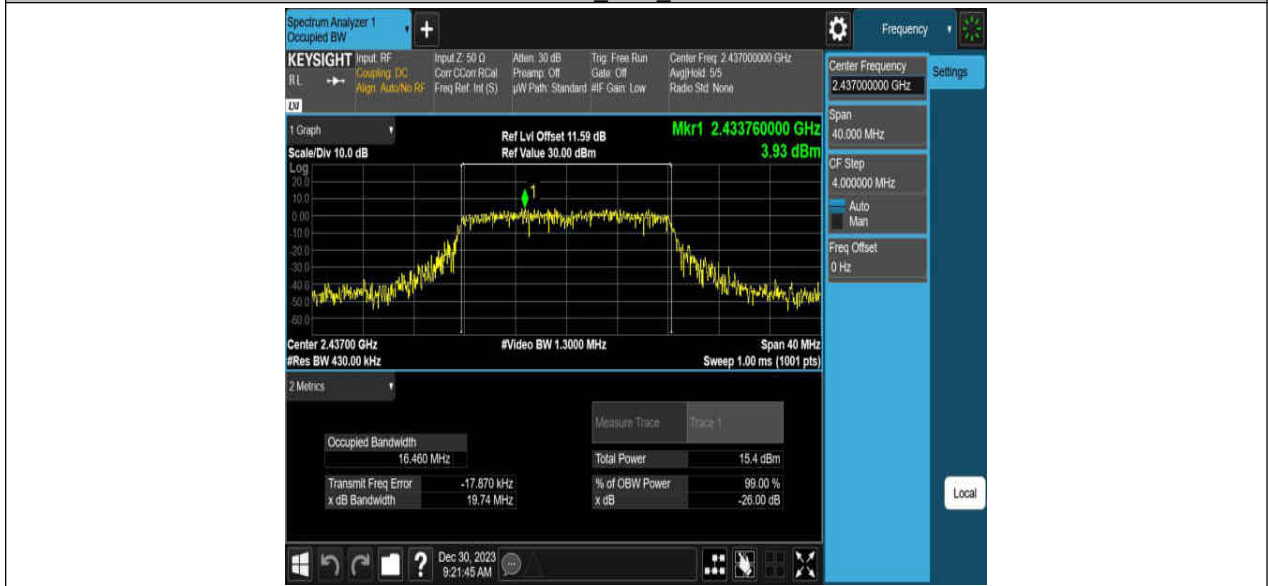 Spectrum Analyzer 1
Occupied BW
+
Frequency
KEYSIGHT
RL
LXI
Input: RF
Coupling: DC
Align: Auto/No RF
Input Z: 50 Ω
Corr CCorr RCal
Freq Ref: Int (S)
Atten: 30 dB
Preamp: Off
µW Path: Standard
Trig: Free Run
Gate: Off
#IF Gain: Low
Center Freq: 2.437000000 GHz
Avg|Hold: 5/5
Radio Std: None
Center Frequency
2.437000000 GHz
Settings
Span
40.000 MHz
CF Step
4.000000 MHz
Auto
Man
Freq Offset
0 Hz
1 Graph
Scale/Div 10.0 dB
Ref Lvl Offset 11.59 dB
Ref Value 30.00 dBm
Mkr1 2.433760000 GHz
3.93 dBm
Log
20.0
10.0
0.00
-10.0
-20.0
-30.0
-40.0
-50.0
-60.0
1
Center 2.43700 GHz
#Res BW 430.00 kHz
#Video BW 1.3000 MHz
Span 40 MHz
Sweep 1.00 ms (1001 pts)
2 Metrics
Measure Trace Trace 1
Occupied Bandwidth
16.460 MHz
Total Power 15.4 dBm
Transmit Freq Error -17.870 kHz
% of OBW Power 99.00 %
x dB Bandwidth 19.74 MHz
x dB -26.00 dB
Local
?
Dec 30, 2023
9:21:45 AM